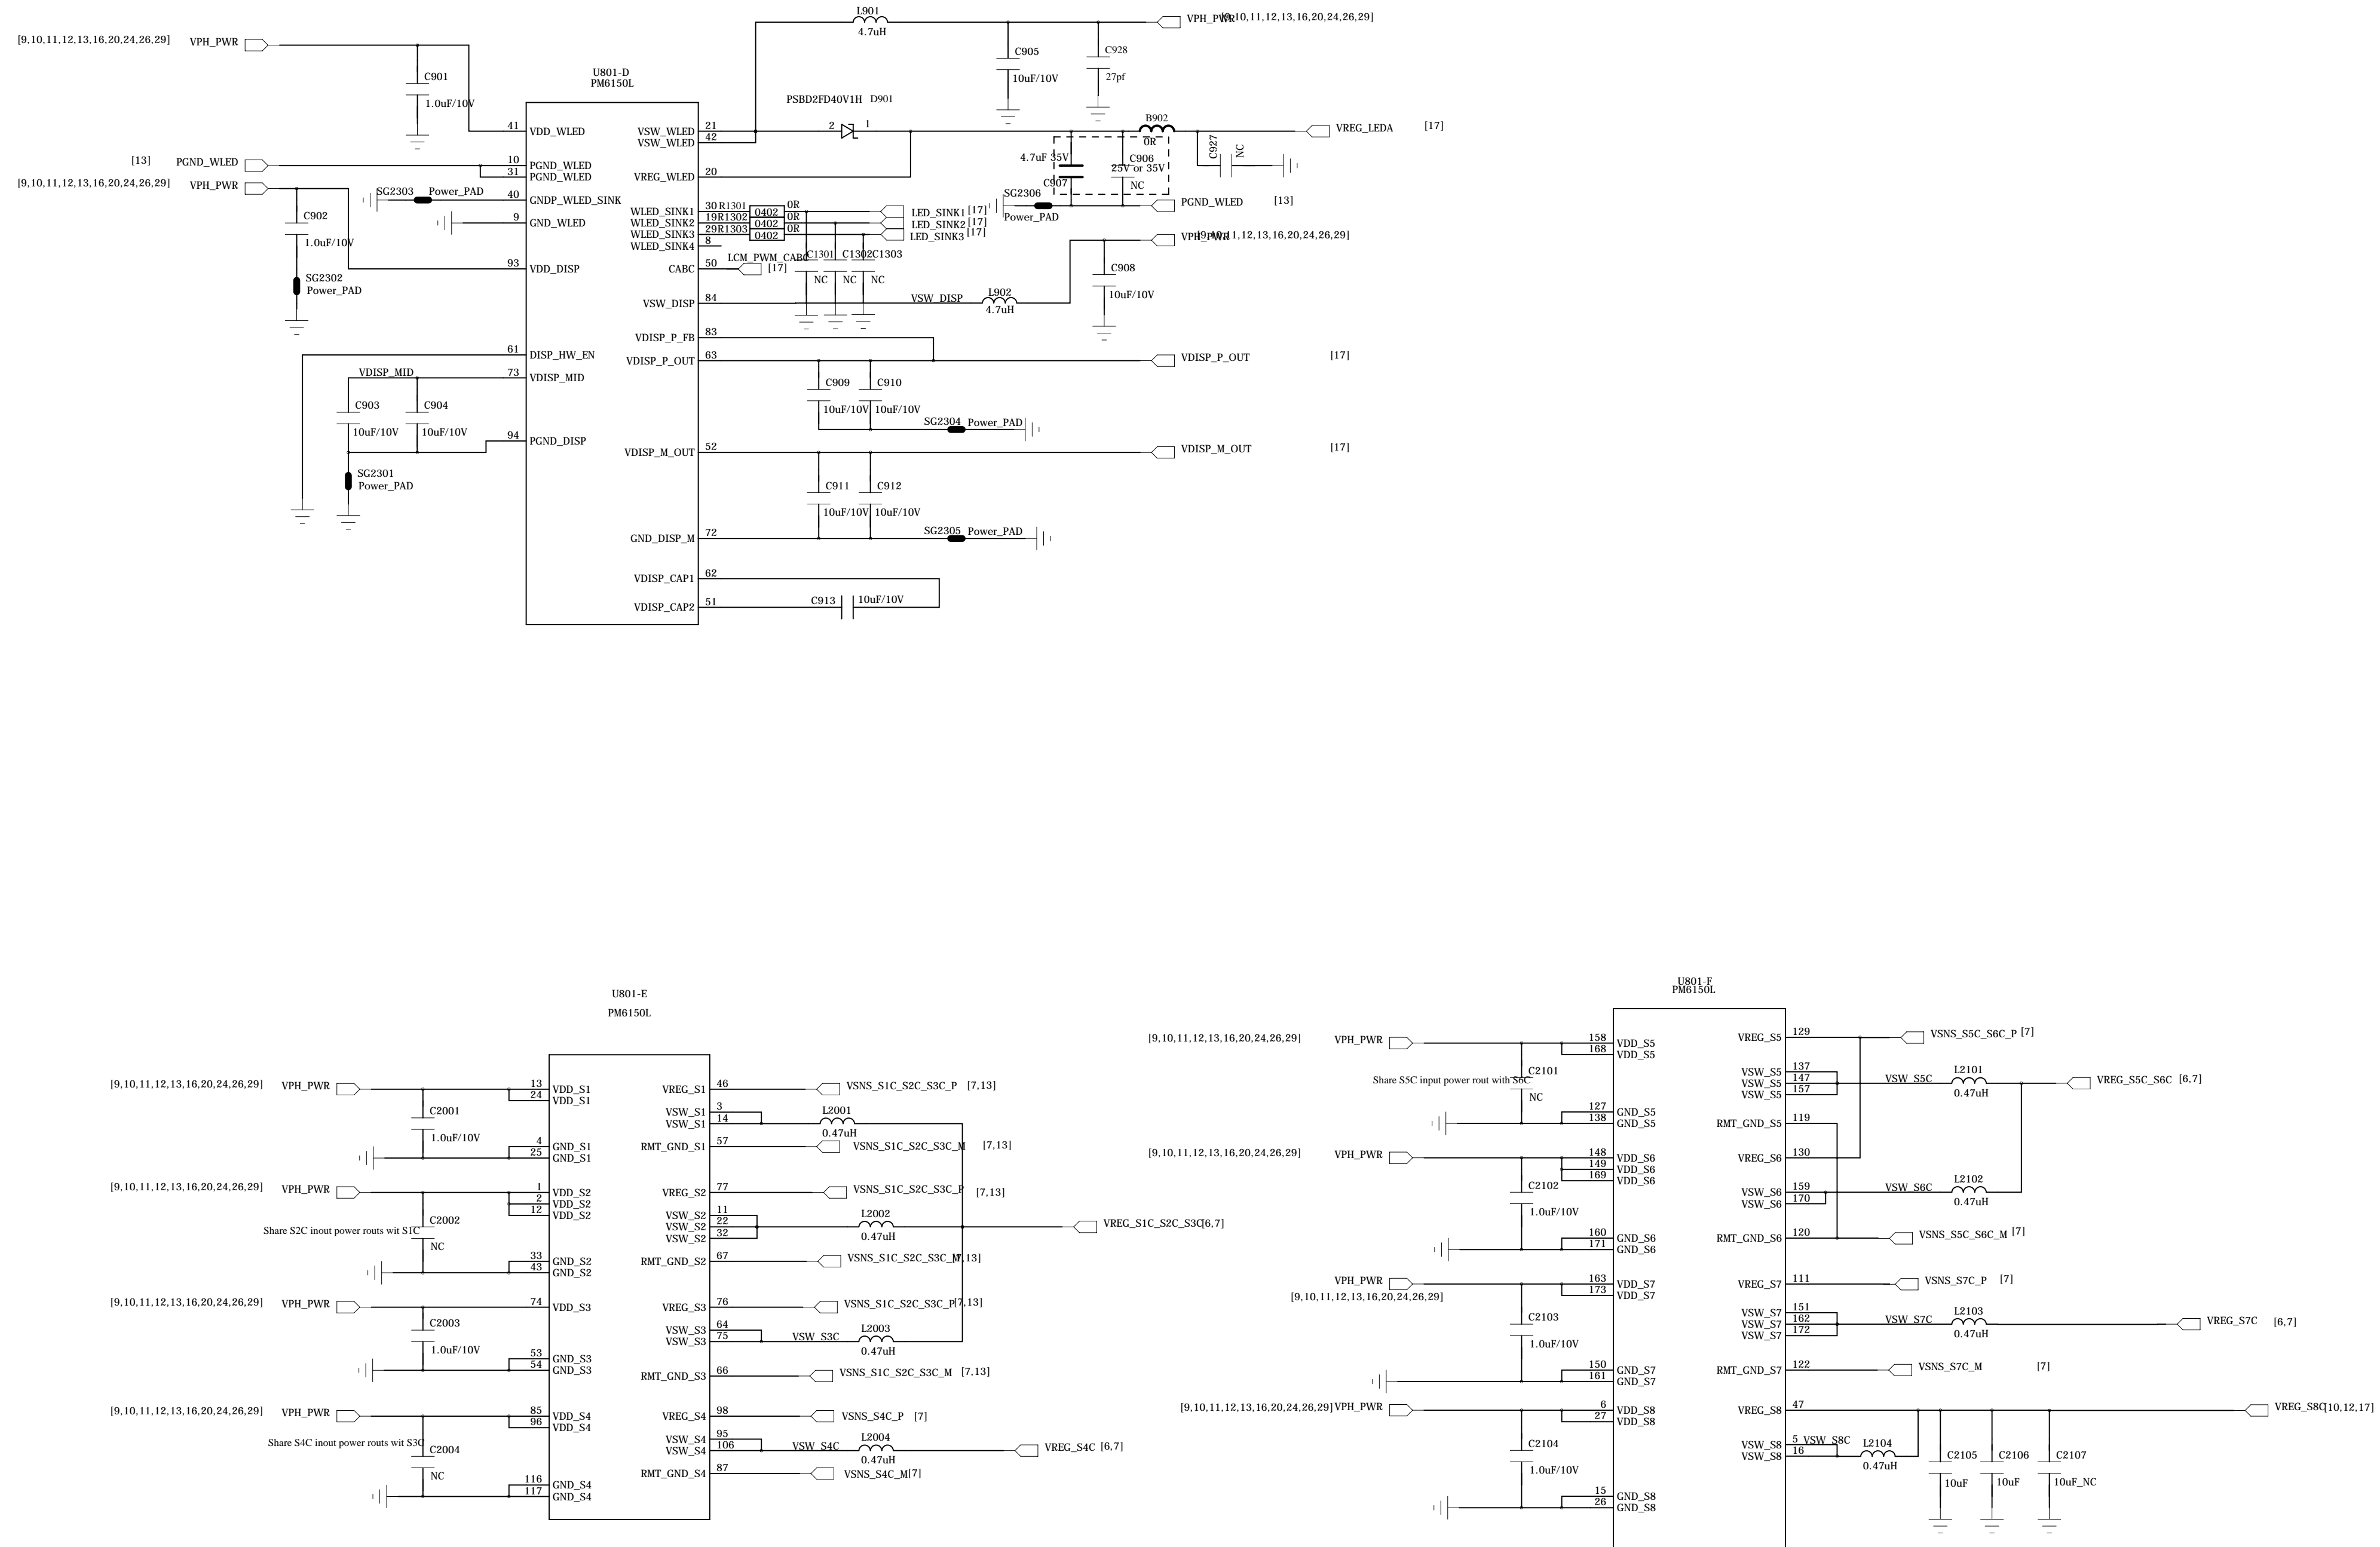 L901
4.7uH
VPH_PWR
[9,10,11,12,13,16,20,24,26,29]
[9,10,11,12,13,16,20,24,26,29] VPH_PWR
C901
1.0uF/10V
U801-D
PM6150L
C905
10uF/10V
C928
27pf
PSBD2FD40V1H D901
41 VDD_WLED
VSW_WLED 21
VSW_WLED 42
2 1
B902
0R
VREG_LEDA [17]
C927
NC
[13] PGND_WLED
10 PGND_WLED
31 PGND_WLED
VREG_WLED 20
4.7uF 35V
C907
C906
25V or 35V
NC
[9,10,11,12,13,16,20,24,26,29] VPH_PWR
SG2303 Power_PAD
40 GNDP_WLED_SINK
9 GND_WLED
SG2306
Power_PAD
PGND_WLED [13]
WLED_SINK1 30 R1301 0402 0R LED_SINK1 [17]
WLED_SINK2 19 R1302 0402 0R LED_SINK2 [17]
WLED_SINK3 29 R1303 0402 0R LED_SINK3 [17]
WLED_SINK4 8
C902
1.0uF/10V
SG2302
Power_PAD
VPH_PWR
[9,10,11,12,13,16,20,24,26,29]
93 VDD_DISP
CABC 50
LCM_PWM_CABC
[17]
C1301
NC
C1302
NC
C1303
NC
C908
10uF/10V
VSW_DISP 84
VSW_DISP
L902
4.7uH
VDISP_P_FB 83
61 DISP_HW_EN
VDISP_P_OUT 63
VDISP_P_OUT [17]
VDISP_MID
73 VDISP_MID
C903
10uF/10V
C904
10uF/10V
C909
10uF/10V
C910
10uF/10V
SG2304 Power_PAD
94 PGND_DISP
VDISP_M_OUT 52
VDISP_M_OUT [17]
SG2301
Power_PAD
C911
10uF/10V
C912
10uF/10V
GND_DISP_M 72
SG2305 Power_PAD
VDISP_CAP1 62
VDISP_CAP2 51
C913 10uF/10V
U801-E
PM6150L
[9,10,11,12,13,16,20,24,26,29] VPH_PWR
13 VDD_S1
24 VDD_S1
C2001
1.0uF/10V
4 GND_S1
25 GND_S1
[9,10,11,12,13,16,20,24,26,29] VPH_PWR
1 VDD_S2
2 VDD_S2
12 VDD_S2
C2002
Share S2C inout power routs wit S1C
NC
33 GND_S2
43 GND_S2
[9,10,11,12,13,16,20,24,26,29] VPH_PWR
74 VDD_S3
C2003
1.0uF/10V
53 GND_S3
54 GND_S3
[9,10,11,12,13,16,20,24,26,29] VPH_PWR
85 VDD_S4
96 VDD_S4
Share S4C inout power routs wit S3C
C2004
NC
116 GND_S4
117 GND_S4
VREG_S1 46
VSNS_S1C_S2C_S3C_P [7,13]
VSW_S1 3
VSW_S1 14
L2001
0.47uH
RMT_GND_S1 57
VSNS_S1C_S2C_S3C_M [7,13]
VREG_S2 77
VSNS_S1C_S2C_S3C_P [7,13]
VSW_S2 11
VSW_S2 22
VSW_S2 32
L2002
0.47uH
VREG_S1C_S2C_S3C [6,7]
RMT_GND_S2 67
VSNS_S1C_S2C_S3C_M [7,13]
VREG_S3 76
VSNS_S1C_S2C_S3C_P [7,13]
VSW_S3 64
VSW_S3 75
VSW_S3C
L2003
0.47uH
RMT_GND_S3 66
VSNS_S1C_S2C_S3C_M [7,13]
VREG_S4 98
VSNS_S4C_P [7]
VSW_S4 95
VSW_S4 106
VSW_S4C
L2004
0.47uH
VREG_S4C [6,7]
RMT_GND_S4 87
VSNS_S4C_M [7]
U801-F
PM6150L
[9,10,11,12,13,16,20,24,26,29] VPH_PWR
158 VDD_S5
168 VDD_S5
C2101
Share S5C input power rout with S6C
NC
127 GND_S5
138 GND_S5
[9,10,11,12,13,16,20,24,26,29] VPH_PWR
148 VDD_S6
149 VDD_S6
169 VDD_S6
C2102
1.0uF/10V
160 GND_S6
171 GND_S6
VPH_PWR
[9,10,11,12,13,16,20,24,26,29]
163 VDD_S7
173 VDD_S7
C2103
1.0uF/10V
150 GND_S7
161 GND_S7
[9,10,11,12,13,16,20,24,26,29] VPH_PWR
6 VDD_S8
27 VDD_S8
C2104
1.0uF/10V
15 GND_S8
26 GND_S8
VREG_S5 129
VSNS_S5C_S6C_P [7]
VSW_S5 137
VSW_S5 147
VSW_S5 157
VSW_S5C
L2101
0.47uH
VREG_S5C_S6C [6,7]
RMT_GND_S5 119
VREG_S6 130
VSW_S6 159
VSW_S6 170
VSW_S6C
L2102
0.47uH
RMT_GND_S6 120
VSNS_S5C_S6C_M [7]
VREG_S7 111
VSNS_S7C_P [7]
VSW_S7 151
VSW_S7 162
VSW_S7 172
VSW_S7C
L2103
0.47uH
VREG_S7C [6,7]
RMT_GND_S7 122
VSNS_S7C_M [7]
VREG_S8 47
VREG_S8C [10,12,17]
VSW_S8 5 VSW_S8C
VSW_S8 16
L2104
0.47uH
C2105
10uF
C2106
10uF
C2107
10uF_NC